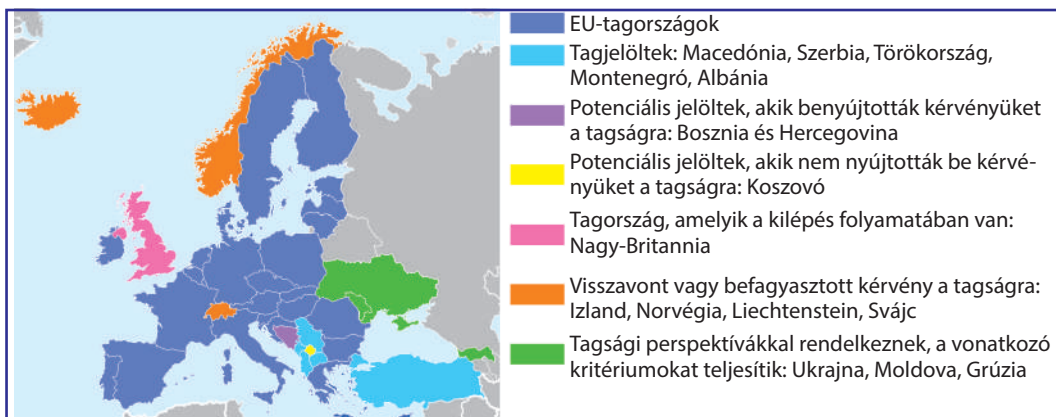 EU-tagországok
Tagjelöltek: Macedónia, Szerbia, Törökország,
Montenegró, Albánia
Potenciális jelöltek, akik benyújtották kérvényüket
a tagságra: Bosznia és Hercegovina
Potenciális jelöltek, akik nem nyújtották be kérvé-
nyüket a tagságra: Koszovó
Tagország, amelyik a kilépés folyamatában van:
Nagy-Britannia
Visszavont vagy befagyasztott kérvény a tagságra:
Izland, Norvégia, Liechtenstein, Svájc
Tagsági perspektívákkal rendelkeznek, a vonatkozó
kritériumokat teljesítik: Ukrajna, Moldova, Grúzia